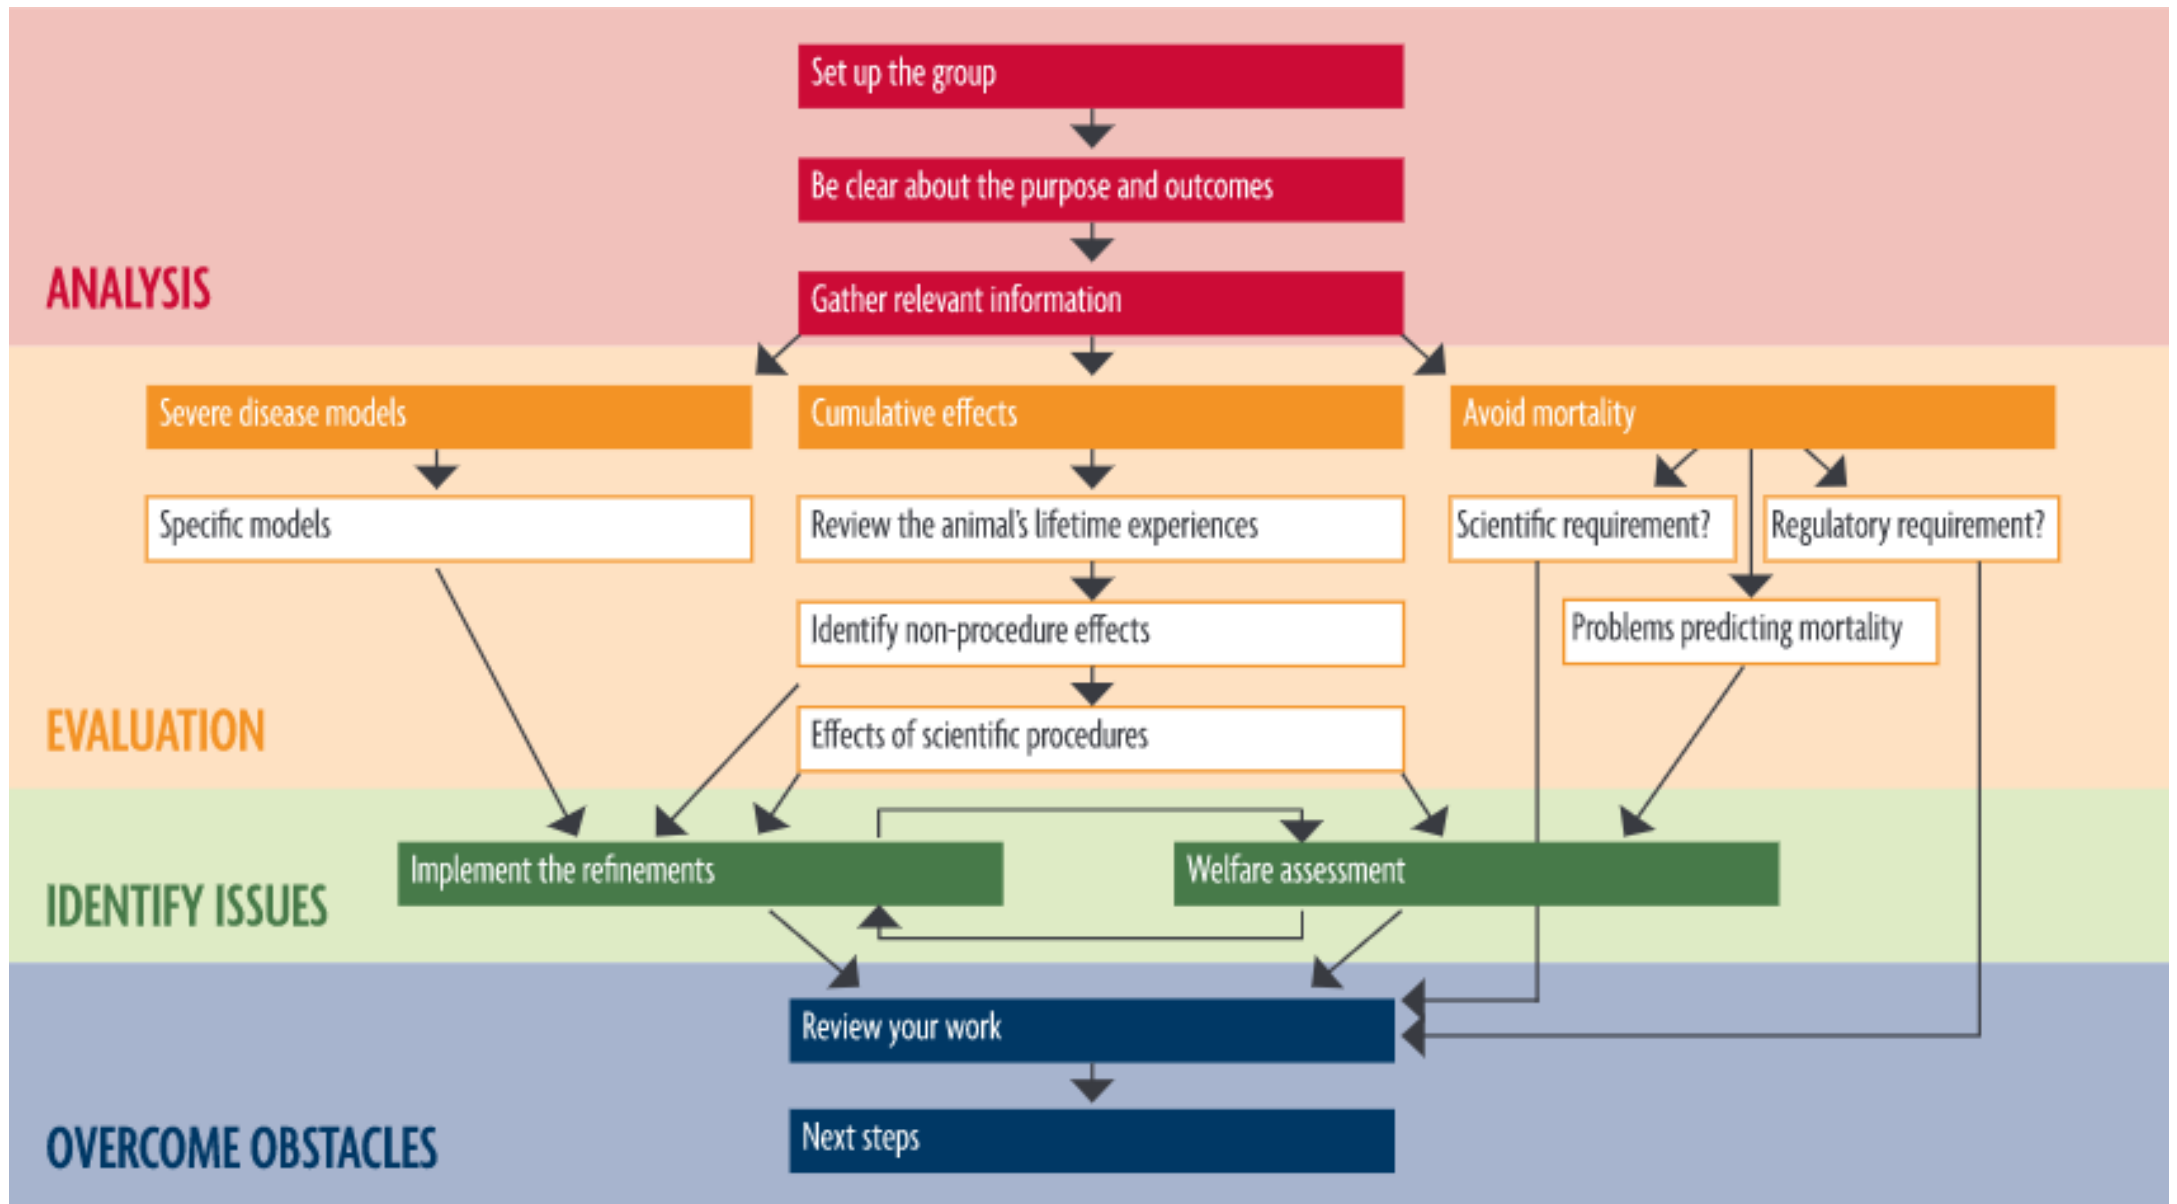 Set up the group
Be clear about the purpose and outcomes
ANALYSIS
Gather relevant information
Severe disease models
Cumulative effects
Avoid mortality
Specific models
Review the animal's lifetime experiences
Scientific requirement?
Regulatory requirement?
Identify non-procedure effects
Problems predicting mortality
EVALUATION
Effects of scientific procedures
Implement the refinements
Welfare assessment
IDENTIFY ISSUES
Review your work
OVERCOME OBSTACLES
Next steps